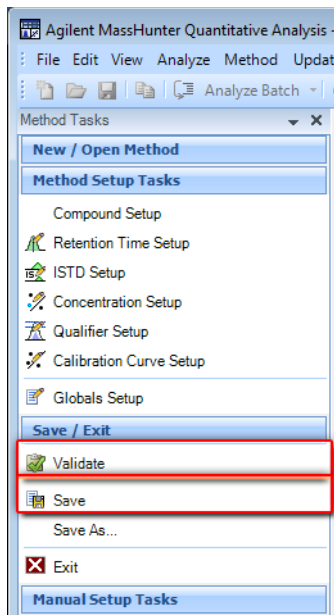 Agilent MassHunter Quantitative Analysis -
File Edit View Analyze Method Updat
Analyze Batch
Method Tasks
New / Open Method
Method Setup Tasks
Compound Setup
Retention Time Setup
ISTD Setup
Concentration Setup
Qualifier Setup
Calibration Curve Setup
Globals Setup
Save / Exit
Validate
Save
Save As...
Exit
Manual Setup Tasks